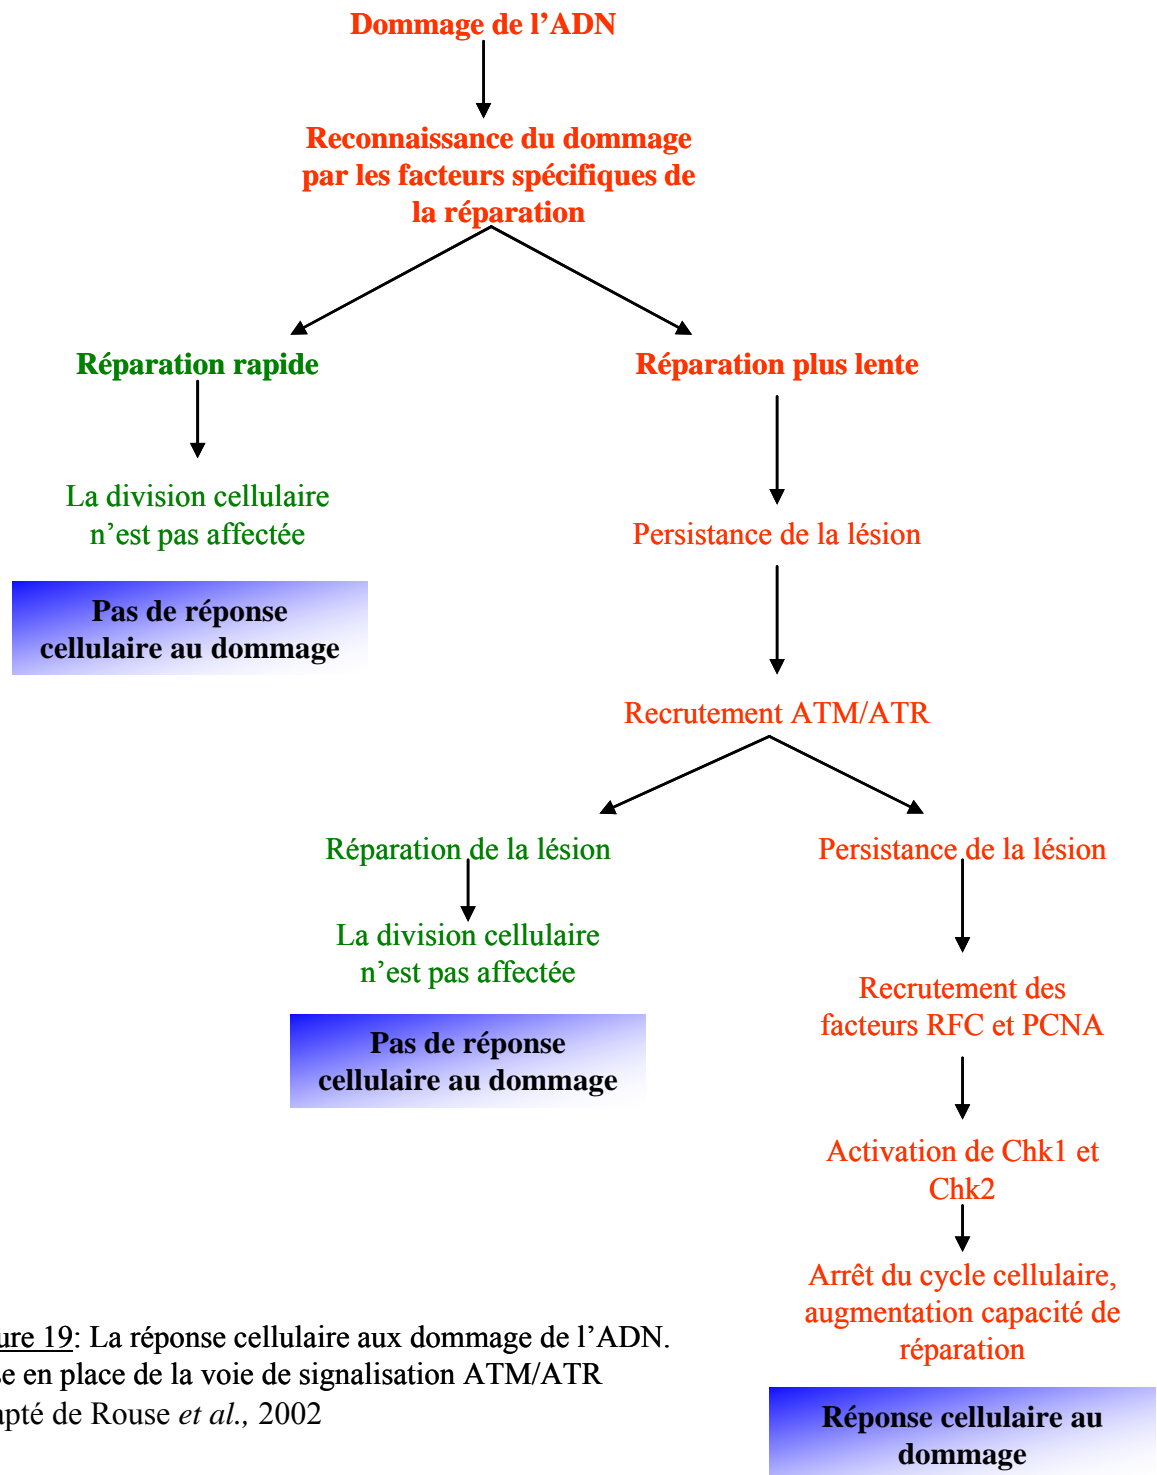 Dommage de l’ADN
Reconnaissance du dommage
par les facteurs spécifiques de
la réparation
Réparation rapide
Réparation plus lente
La division cellulaire
n’est pas affectée
Persistance de la lésion
Pas de réponse
cellulaire au dommage
Recrutement ATM/ATR
Réparation de la lésion
Persistance de la lésion
La division cellulaire
n’est pas affectée
Recrutement des
facteurs RFC et PCNA
Pas de réponse
cellulaire au dommage
Activation de Chk1 et
Chk2
Arrêt du cycle cellulaire,
augmentation capacité de
réparation
ure 19: La réponse cellulaire aux dommage de l’ADN.
se en place de la voie de signalisation ATM/ATR
apté de Rouse et al., 2002
Réponse cellulaire au
dommage